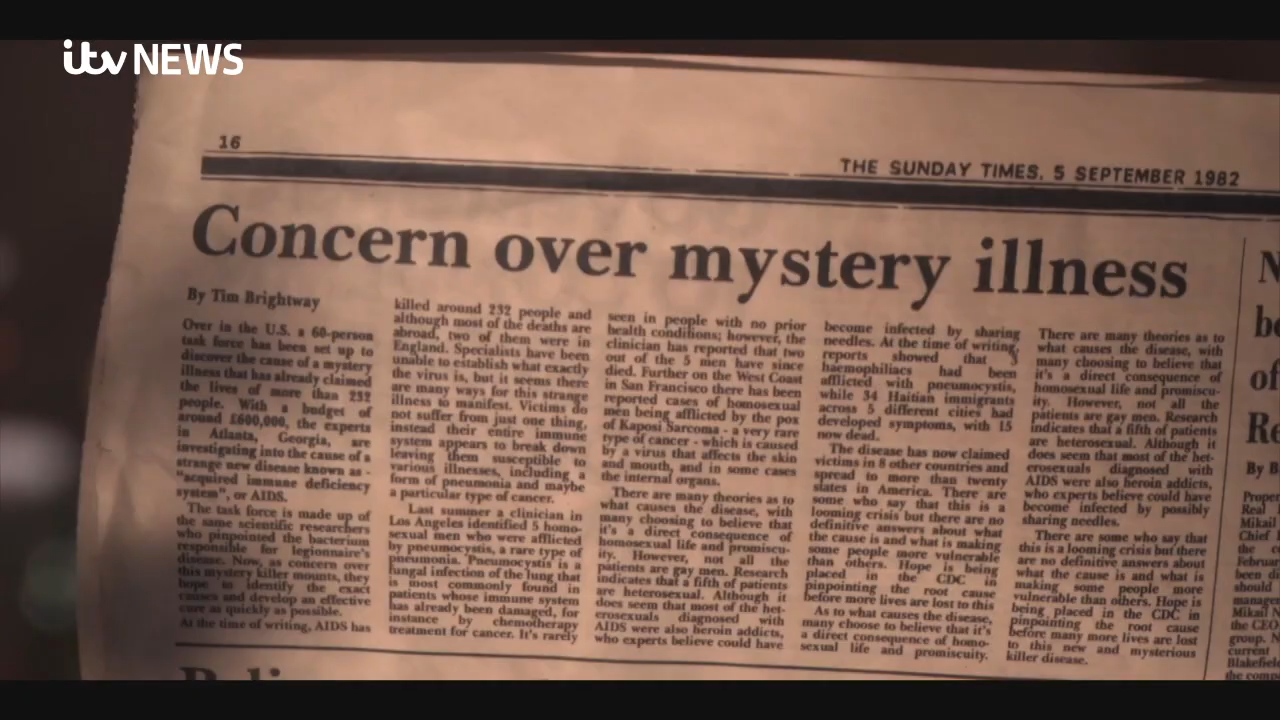 itv NEWS
16
THE SUNDAY TIMES, 5 SEPTEMBER 1982
Concern over mystery illness
By Tim Brightway
Over in the U.S. a 60-person
task force has been set up to
discover the cause of a mystery
illness that has already claimed
the lives of more than 232
people. With a budget of
around £600,000, the experts
in Atlanta, Georgia, are
investigating into the cause of a
strange new disease known as -
"acquired immune deficiency
system", or AIDS.
The task force is made up of
the same scientific researchers
who pinpointed the bacterium
responsible for legionnaire's
disease. Now, as concern over
this mystery killer mounts, they
hope to identify the exact
causes and develop an effective
cure as quickly as possible.
At the time of writing, AIDS has
killed around 232 people and
although most of the deaths are
abroad, two of them were in
England. Specialists have been
unable to establish what exactly
the virus is, but it seems there
are many ways for this strange
illness to manifest. Victims do
not suffer from just one thing,
instead their entire immune
system appears to break down
leaving them susceptible to
various illnesses, including a
form of pneumonia and maybe
a particular type of cancer.
Last summer a clinician in
Los Angeles identified 5 homo-
sexual men who were afflicted
by pneumocystis, a rare type of
pneumonia. Pneumocystis is a
fungal infection of the lung that
is most commonly found in
patients whose immune system
has already been damaged, for
instance by chemotherapy
treatment for cancer. It's rarely
seen in people with no prior
health conditions; however, the
clinician has reported that two
out of the 5 men have since
died. Further on the West Coast
in San Francisco there has been
reported cases of homosexual
men being afflicted by the pox
of Kaposi Sarcoma - a very rare
type of cancer - which is caused
by a virus that affects the skin
and mouth, and in some cases
the internal organs.
There are many theories as to
what causes the disease, with
many choosing to believe that
it's a direct consequence of
homosexual life and promiscu-
ity. However, not all the
patients are gay men. Research
indicates that a fifth of patients
are heterosexual. Although it
does seem that most of the het-
erosexuals diagnosed with
AIDS were also heroin addicts,
who experts believe could have
become infected by sharing
needles. At the time of writing,
reports showed that 3
haemophiliacs had been
afflicted with pneumocystis,
while 34 Haitian immigrants
across 5 different cities had
developed symptoms, with 15
now dead.
The disease has now claimed
victims in 8 other countries and
spread to more than twenty
states in America. There are
some who say that this is a
looming crisis but there are no
definitive answers about what
the cause is and what is making
some people more vulnerable
than others. Hope is being
placed in the CDC in
pinpointing the root cause
before more lives are lost to this
As to what causes the disease,
many choose to believe that it's
a direct consequence of homo-
sexual life and promiscuity.
There are many theories as to
what causes the disease, with
many choosing to believe that
it's a direct consequence of
homosexual life and promiscu-
ity. However, not all the
patients are gay men. Research
indicates that a fifth of patients
are heterosexual. Although it
does seem that most of the het-
erosexuals diagnosed with
AIDS were also heroin addicts,
who experts believe could have
become infected by possibly
sharing needles.
There are some who say that
this is a looming crisis but there
are no definitive answers about
what the cause is and what is
making some people more
vulnerable than others. Hope is
being placed in the CDC in
pinpointing the root cause
before many more lives are lost
to this new and mysterious
killer disease.
By B
Real
Mikail
Chief
the
Februar
been d
should
manage
Mikail
the CEO
group. N
current
Blakefield
the comp